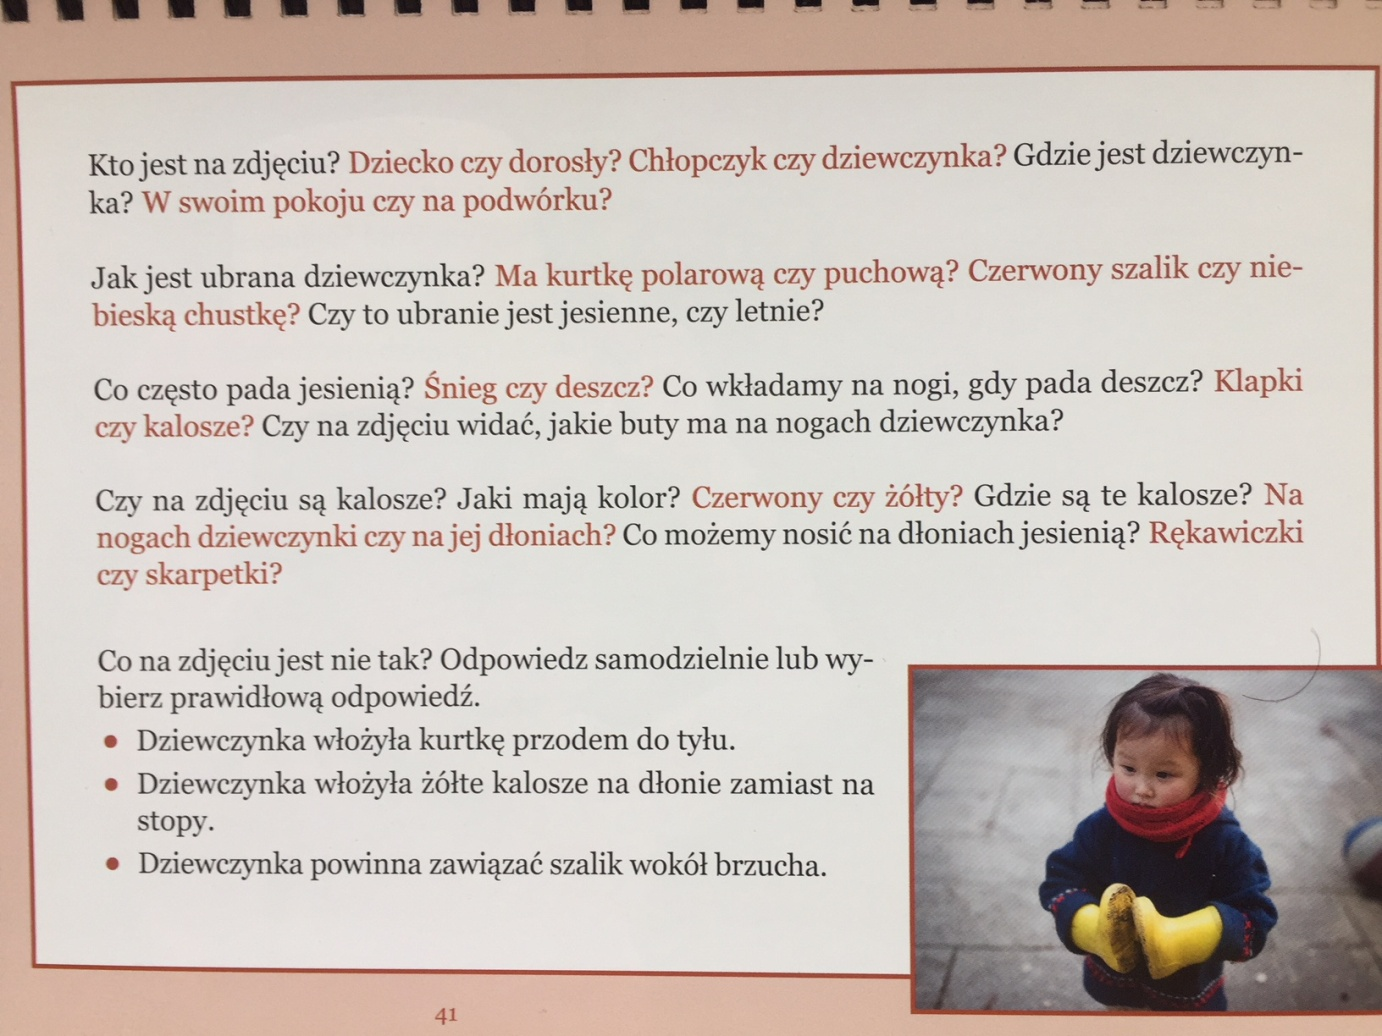 Kto jest na zdjęciu? Dziecko czy dorosły? Chłopczyk czy dziewczynka? Gdzie jest dziewczyn-
ka? W swoim pokoju czy na podwórku?
Jak jest ubrana dziewczynka? Ma kurtkę polarową czy puchową? Czerwony szalik czy nie-
bieską chustkę? Czy to ubranie jest jesienne, czy letnie?
Co często pada jesienią? Śnieg czy deszcz? Co wkładamy na nogi, gdy pada deszcz? Klapki
czy kalosze? Czy na zdjęciu widać, jakie buty ma na nogach dziewczynka?
Czy na zdjęciu są kalosze? Jaki mają kolor? Czerwony czy żółty? Gdzie są te kalosze? Na
nogach dziewczynki czy na jej dłoniach? Co możemy nosić na dłoniach jesienią? Rękawiczki
czy skarpetki?
Co na zdjęciu jest nie tak? Odpowiedz samodzielnie lub wy-
bierz prawidłową odpowiedź.
• Dziewczynka włożyła kurtkę przodem do tyłu.
• Dziewczynka włożyła żółte kalosze na dłonie zamiast na
stopy.
• Dziewczynka powinna zawiązać szalik wokół brzucha.
41